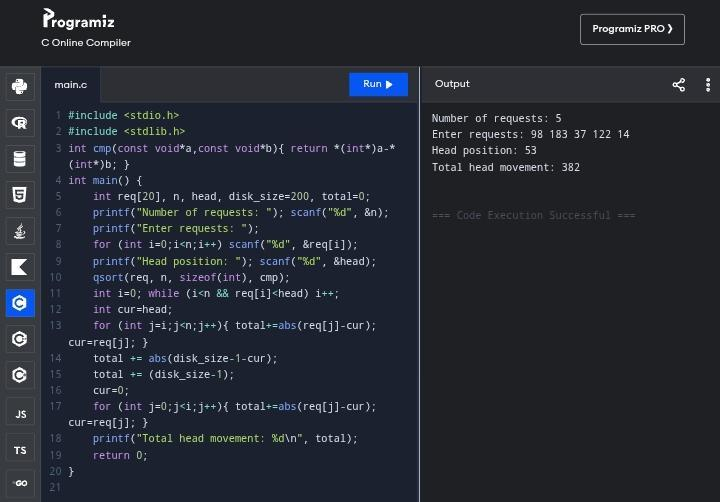 Programiz
C Online Compiler
Programiz PRO ❯
main.c
Run ▶
Output
1 #include <stdio.h>
2 #include <stdlib.h>
3 int cmp(const void*a,const void*b){ return *(int*)a-*
(int*)b; }
4 int main() {
5     int req[20], n, head, disk_size=200, total=0;
6     printf("Number of requests: "); scanf("%d", &n);
7     printf("Enter requests: ");
8     for (int i=0;i<n;i++) scanf("%d", &req[i]);
9     printf("Head position: "); scanf("%d", &head);
10     qsort(req, n, sizeof(int), cmp);
11     int i=0; while (i<n && req[i]<head) i++;
12     int cur=head;
13     for (int j=i;j<n;j++){ total+=abs(req[j]-cur);
cur=req[j]; }
14     total += abs(disk_size-1-cur);
15     total += (disk_size-1);
16     cur=0;
17     for (int j=0;j<i;j++){ total+=abs(req[j]-cur);
cur=req[j]; }
18     printf("Total head movement: %d\n", total);
19     return 0;
20 }
21
Number of requests: 5
Enter requests: 98 183 37 122 14
Head position: 53
Total head movement: 382
=== Code Execution Successful ===
JS
TS
GO